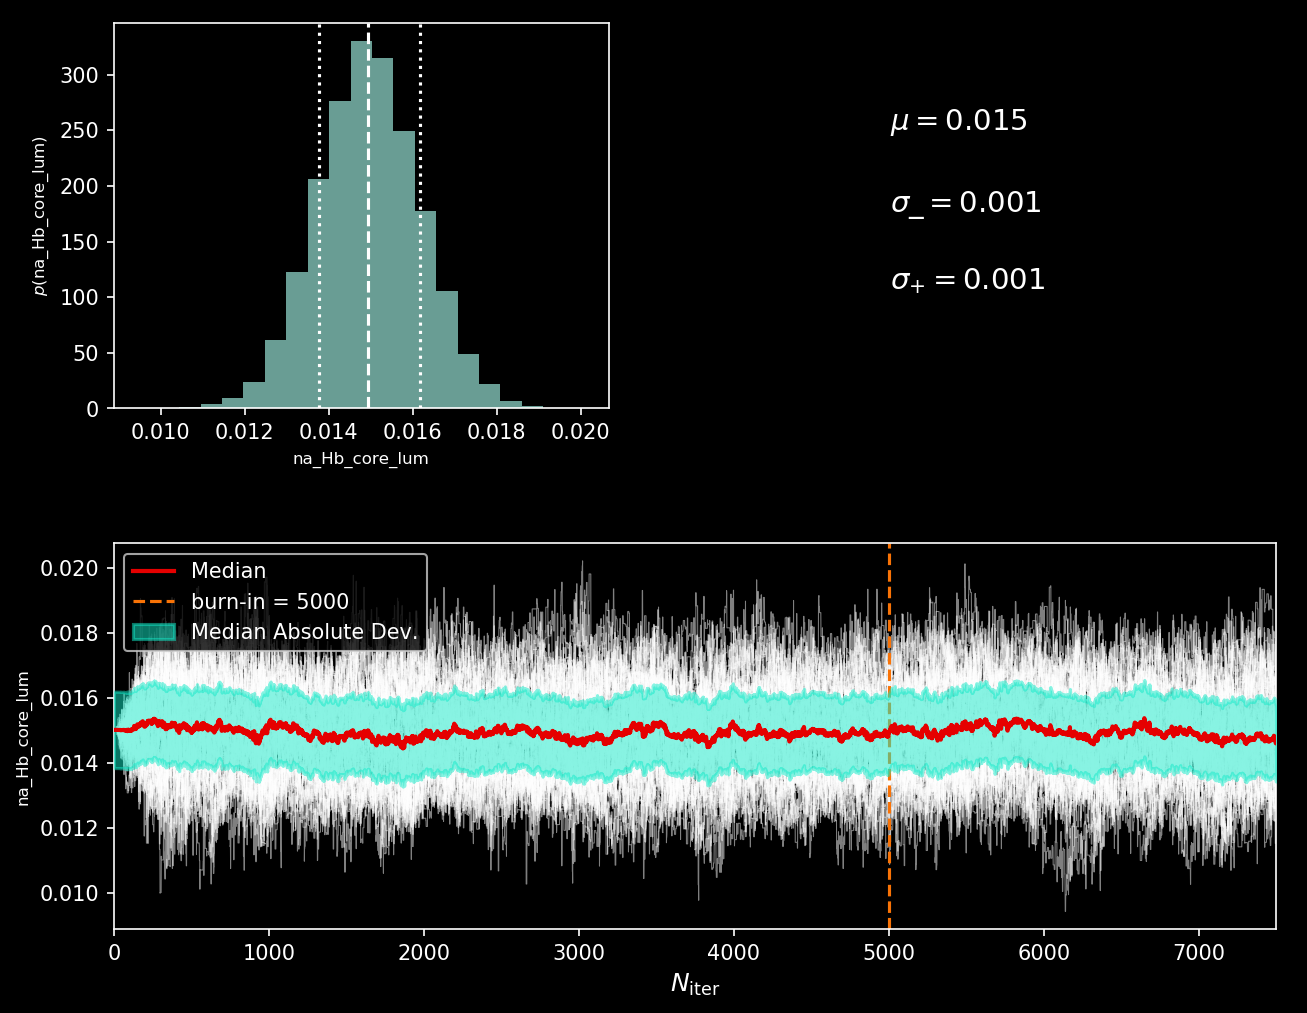 300
250
200
150
100
50
0
p(na_Hb_core_lum)
0.010 0.012 0.014 0.016 0.018 0.020
na_Hb_core_lum
μ = 0.015
σ₋ = 0.001
σ₊ = 0.001
Median
burn-in = 5000
Median Absolute Dev.
0.020
0.018
0.016
0.014
0.012
0.010
na_Hb_core_lum
0 1000 2000 3000 4000 5000 6000 7000
N_iter